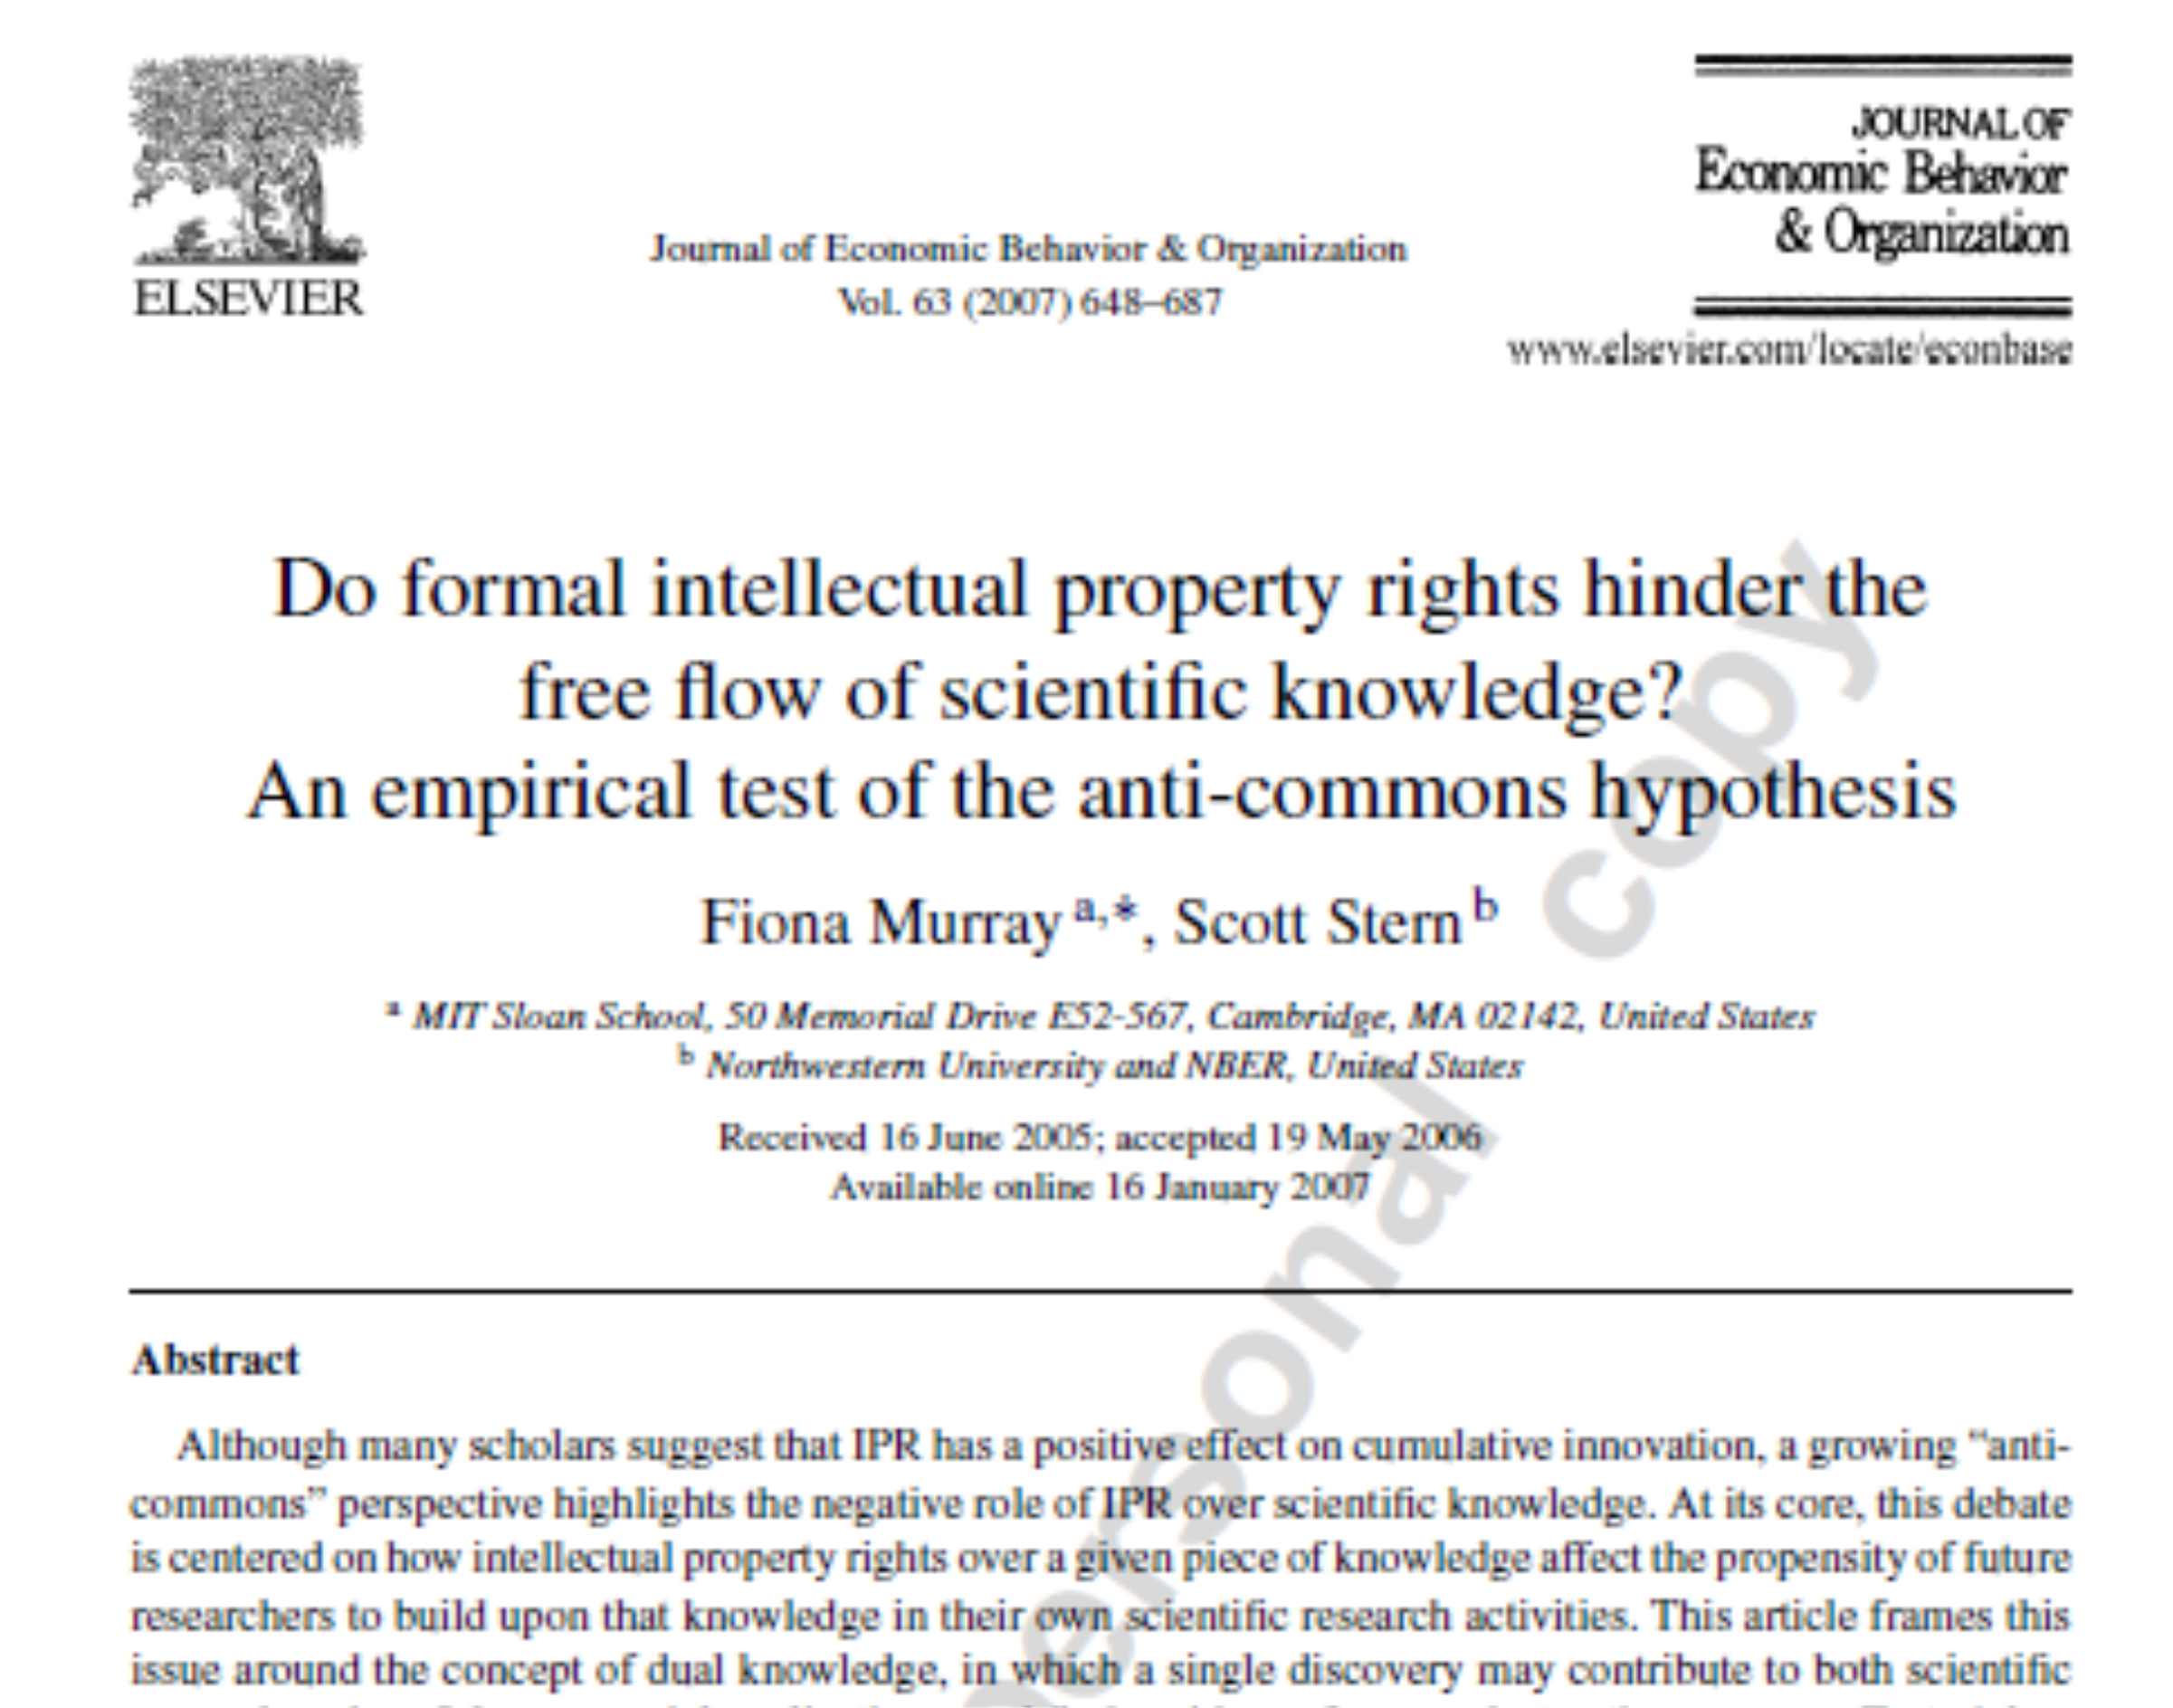 ELSEVIER
Journal of Economic Behavior & Organization
Vol. 63 (2007) 648–687
JOURNAL OF
Economic Behavior
& Organization
www.elsevier.com/locate/econbase
Do formal intellectual property rights hinder the
free flow of scientific knowledge?
An empirical test of the anti-commons hypothesis
Fiona Murray a,*, Scott Stern b
a MIT Sloan School, 50 Memorial Drive E52-567, Cambridge, MA 02142, United States
b Northwestern University and NBER, United States
Received 16 June 2005; accepted 19 May 2006
Available online 16 January 2007
Abstract
Although many scholars suggest that IPR has a positive effect on cumulative innovation, a growing “anti-
commons” perspective highlights the negative role of IPR over scientific knowledge. At its core, this debate
is centered on how intellectual property rights over a given piece of knowledge affect the propensity of future
researchers to build upon that knowledge in their own scientific research activities. This article frames this
issue around the concept of dual knowledge, in which a single discovery may contribute to both scientific
personal copy